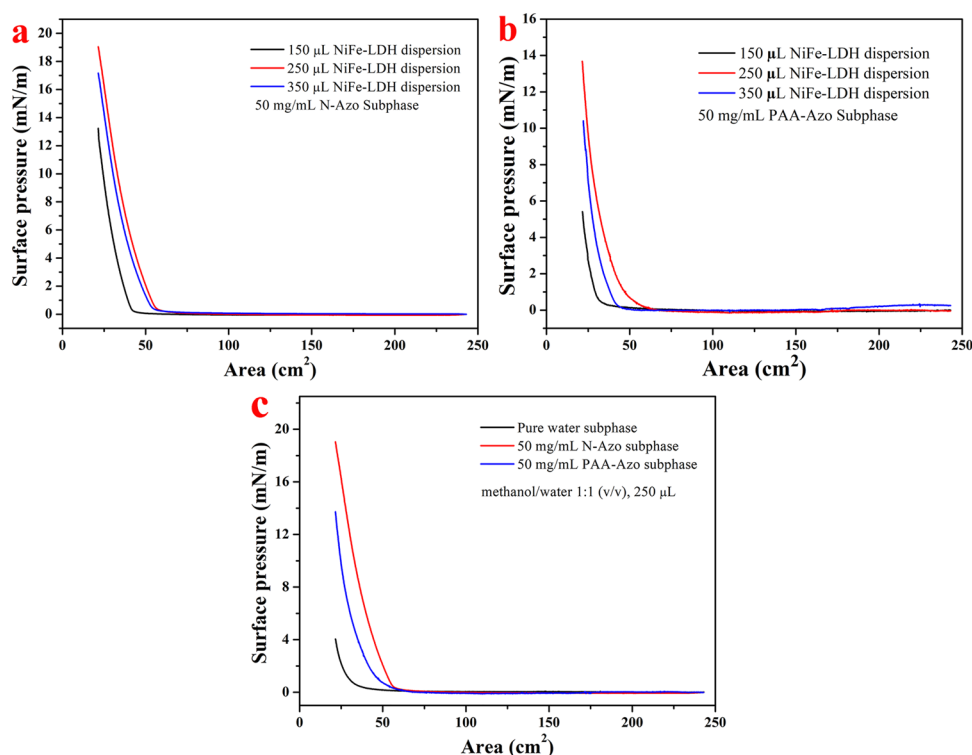 a
150 μL NiFe-LDH dispersion
250 μL NiFe-LDH dispersion
350 μL NiFe-LDH dispersion
50 mg/mL N-Azo Subphase
Surface pressure (mN/m)
20
18
16
14
12
10
8
6
4
2
0
0 50 100 150 200 250
Area (cm²)
b
150 μL NiFe-LDH dispersion
250 μL NiFe-LDH dispersion
350 μL NiFe-LDH dispersion
50 mg/mL PAA-Azo Subphase
Surface pressure (mN/m)
16
14
12
10
8
6
4
2
0
0 50 100 150 200 250
Area (cm²)
c
Pure water subphase
50 mg/mL N-Azo subphase
50 mg/mL PAA-Azo subphase
methanol/water 1:1 (v/v), 250 μL
Surface pressure (mN/m)
20
16
12
8
4
0
0 50 100 150 200 250
Area (cm²)